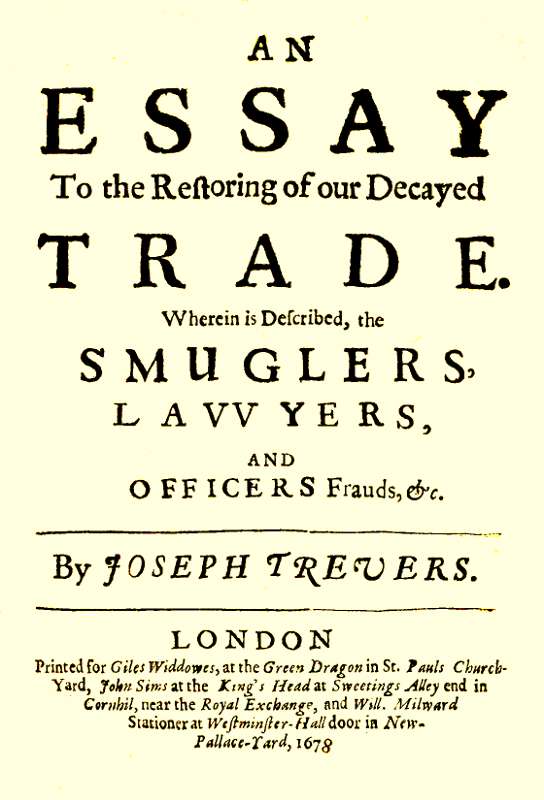 AN
ESSAY
To the Reſtoring of our Decayed
TRADE.
Wherein is Deſcribed, the
SMUGLERS,
LAVVYERS,
AND
OFFICERS Frauds, &c.
By JOSEPH TREVERS.
LONDON
Printed for Giles Widdowes, at the Green Dragon in St. Pauls Church-
Yard, John Sims at the King's Head at Sweetings Alley end in
Cornhil, near the Royal Exchange, and Will. Milward
Stationer at Weſtminſter-Hall door in New-
Pallace-Yard, 1678